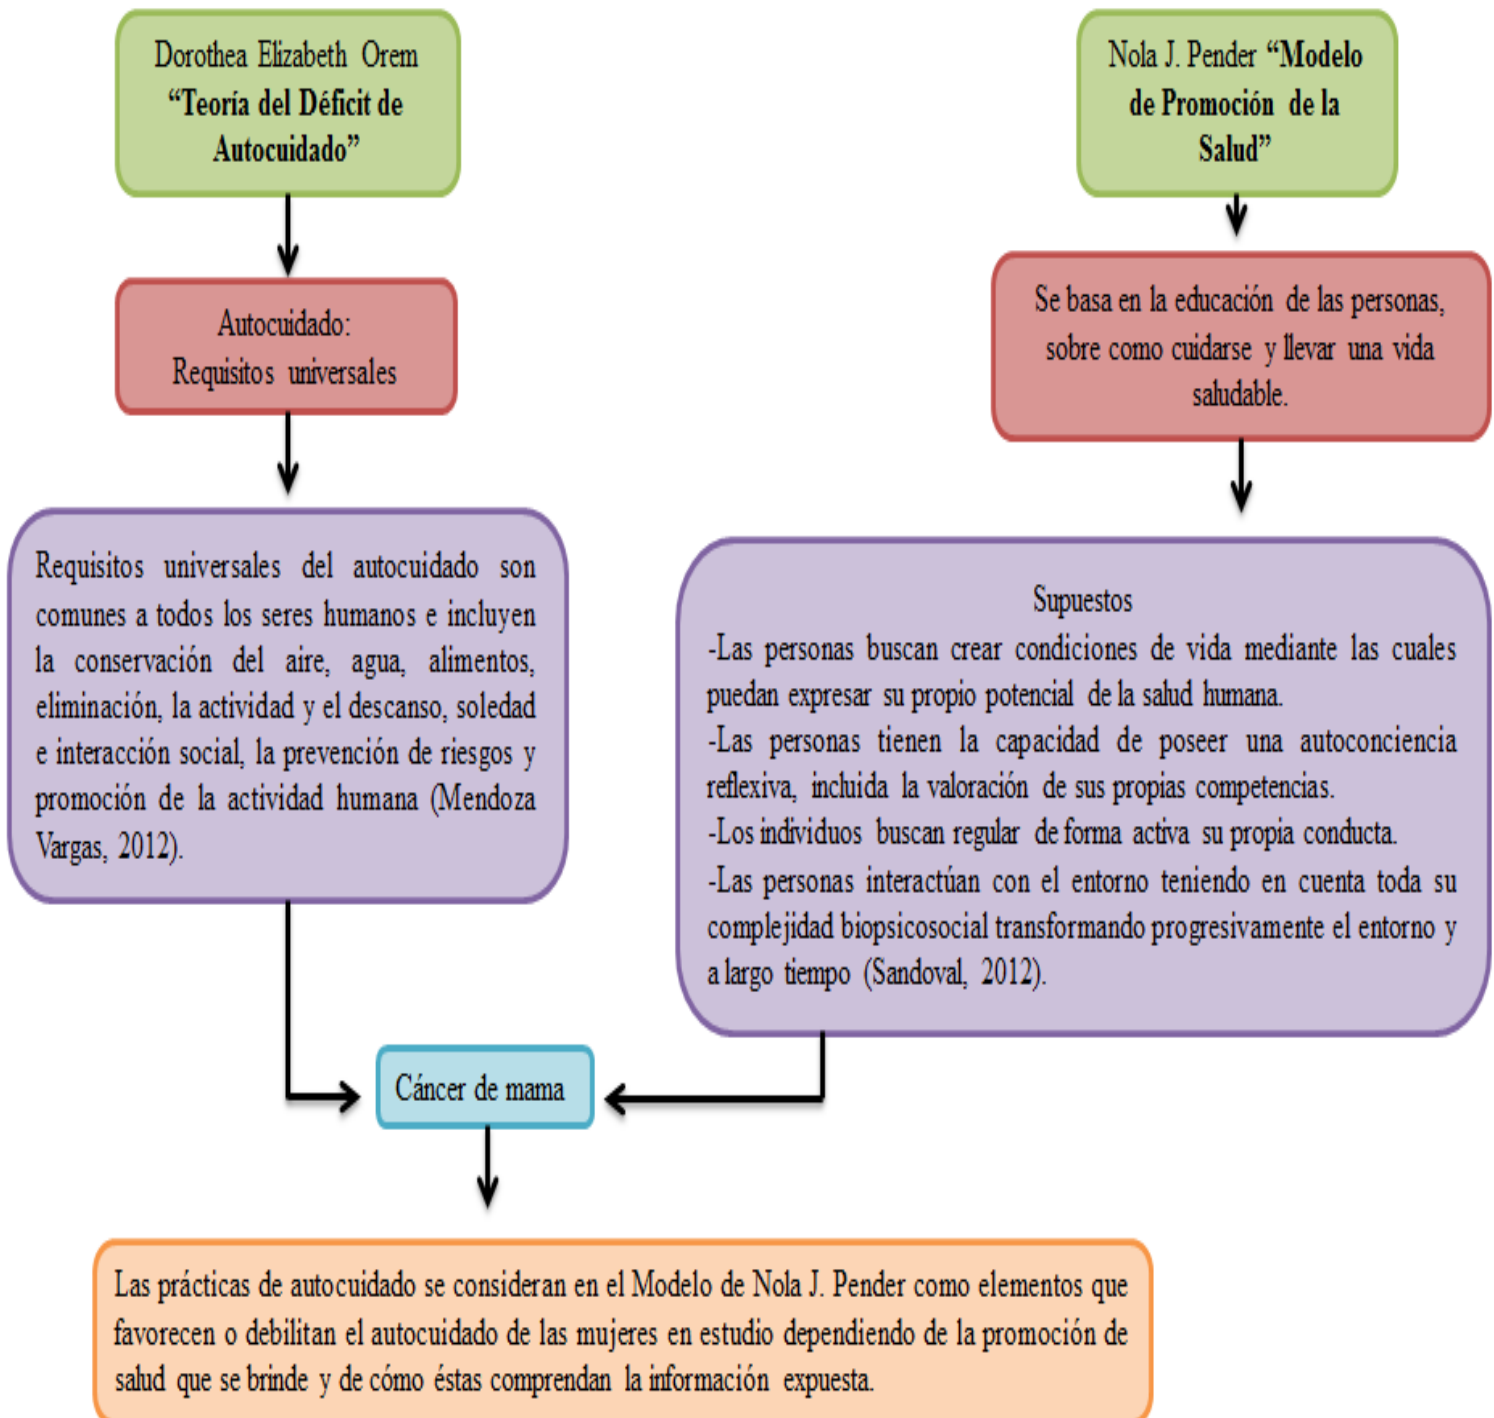 Dorothea Elizabeth Orem
“Teoría del Déficit de
Autocuidado”
Autocuidado:
Requisitos universales
Requisitos universales del autocuidado son
comunes a todos los seres humanos e incluyen
la conservación del aire, agua, alimentos,
eliminación, la actividad y el descanso, soledad
e interacción social, la prevención de riesgos y
promoción de la actividad humana (Mendoza
Vargas, 2012).
Nola J. Pender “Modelo
de Promoción de la
Salud”
Se basa en la educación de las personas,
sobre como cuidarse y llevar una vida
saludable.
Supuestos
-Las personas buscan crear condiciones de vida mediante las cuales
puedan expresar su propio potencial de la salud humana.
-Las personas tienen la capacidad de poseer una autoconciencia
reflexiva, incluida la valoración de sus propias competencias.
-Los individuos buscan regular de forma activa su propia conducta.
-Las personas interactúan con el entorno teniendo en cuenta toda su
complejidad biopsicosocial transformando progresivamente el entorno y
a largo tiempo (Sandoval, 2012).
Cáncer de mama
Las prácticas de autocuidado se consideran en el Modelo de Nola J. Pender como elementos que
favorecen o debilitan el autocuidado de las mujeres en estudio dependiendo de la promoción de
salud que se brinde y de cómo éstas comprendan la información expuesta.